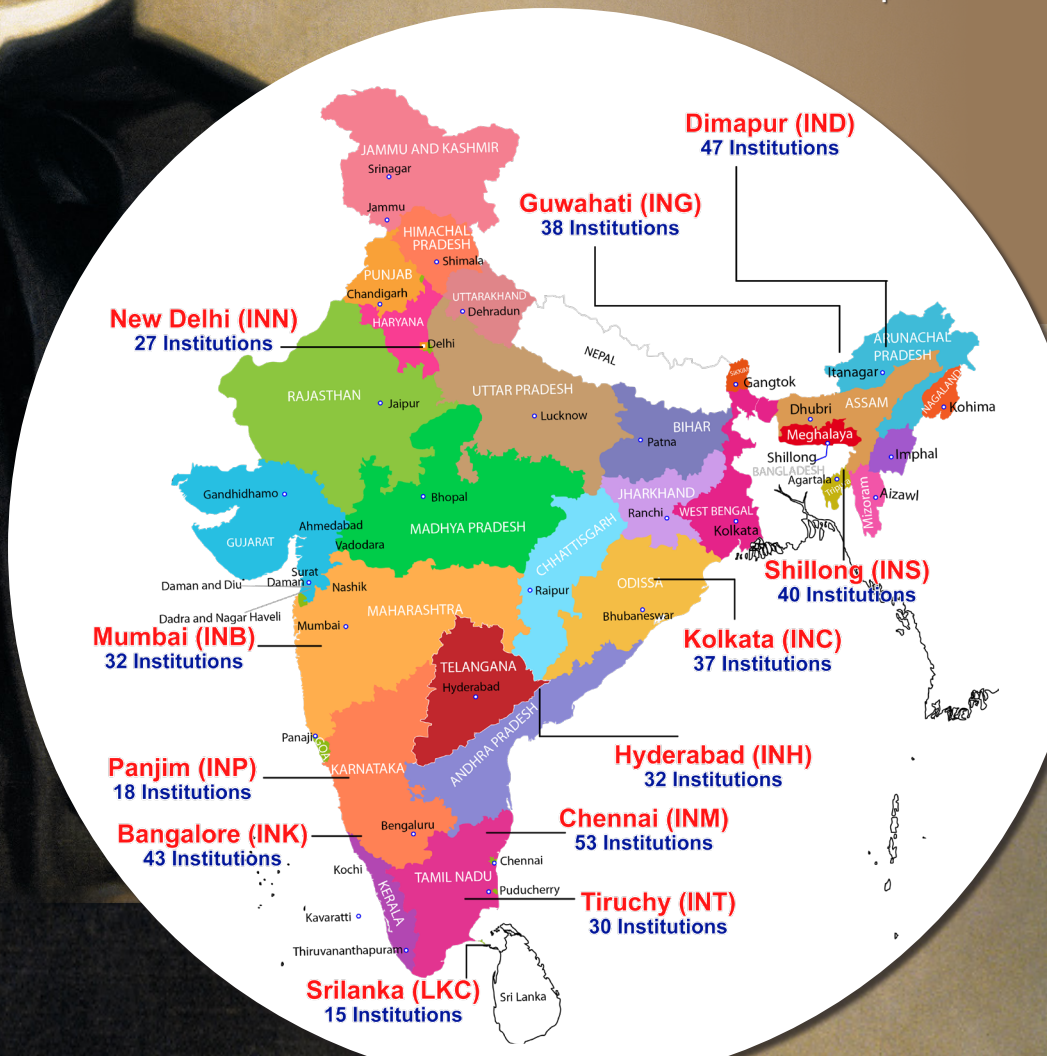 Dimapur (IND)
47 Institutions
JAMMU AND KASHMIR
Srinagar
Guwahati (ING)
38 Institutions
Jammu
HIMACHAL
PRADESH
Shimala
PUNJAB
Chandigarh
UTTARAKHAND
Dehradun
New Delhi (INN)
27 Institutions
HARYANA
Delhi
NEPAL
ARUNACHAL
PRADESH
Itanagar
SIKKIM
Gangtok
RAJASTHAN
Jaipur
UTTAR PRADESH
Lucknow
BIHAR
Patna
Dhubri
ASSAM
NAGALAND
Kohima
Meghalaya
Shillong
Imphal
BANGLADESH
Agartala
Tripura
Mizoram
Aizawl
Gandhidhamo
Bhopal
JHARKHAND
Ranchi
WEST BENGAL
Kolkata
Ahmedabad
GUJARAT
Vadodara
MADHYA PRADESH
CHHATTISGARH
Surat
Daman and Diu
Daman
Nashik
Raipur
ODISSA
Bhubaneswar
Shillong (INS)
40 Institutions
Dadra and Nagar Haveli
MAHARASHTRA
Mumbai
Mumbai (INB)
32 Institutions
Kolkata (INC)
37 Institutions
TELANGANA
Hyderabad
Panaji
GOA
ANDHRA PRADESH
Hyderabad (INH)
32 Institutions
Panjim (INP)
18 Institutions
KARNATAKA
Bangalore (INK)
43 Institutions
Bengaluru
Chennai (INM)
53 Institutions
Kochi
Chennai
TAMIL NADU
Puducherry
KERALA
Tiruchy (INT)
30 Institutions
Kavaratti
Thiruvananthapuram
Srilanka (LKC)
15 Institutions
Sri Lanka